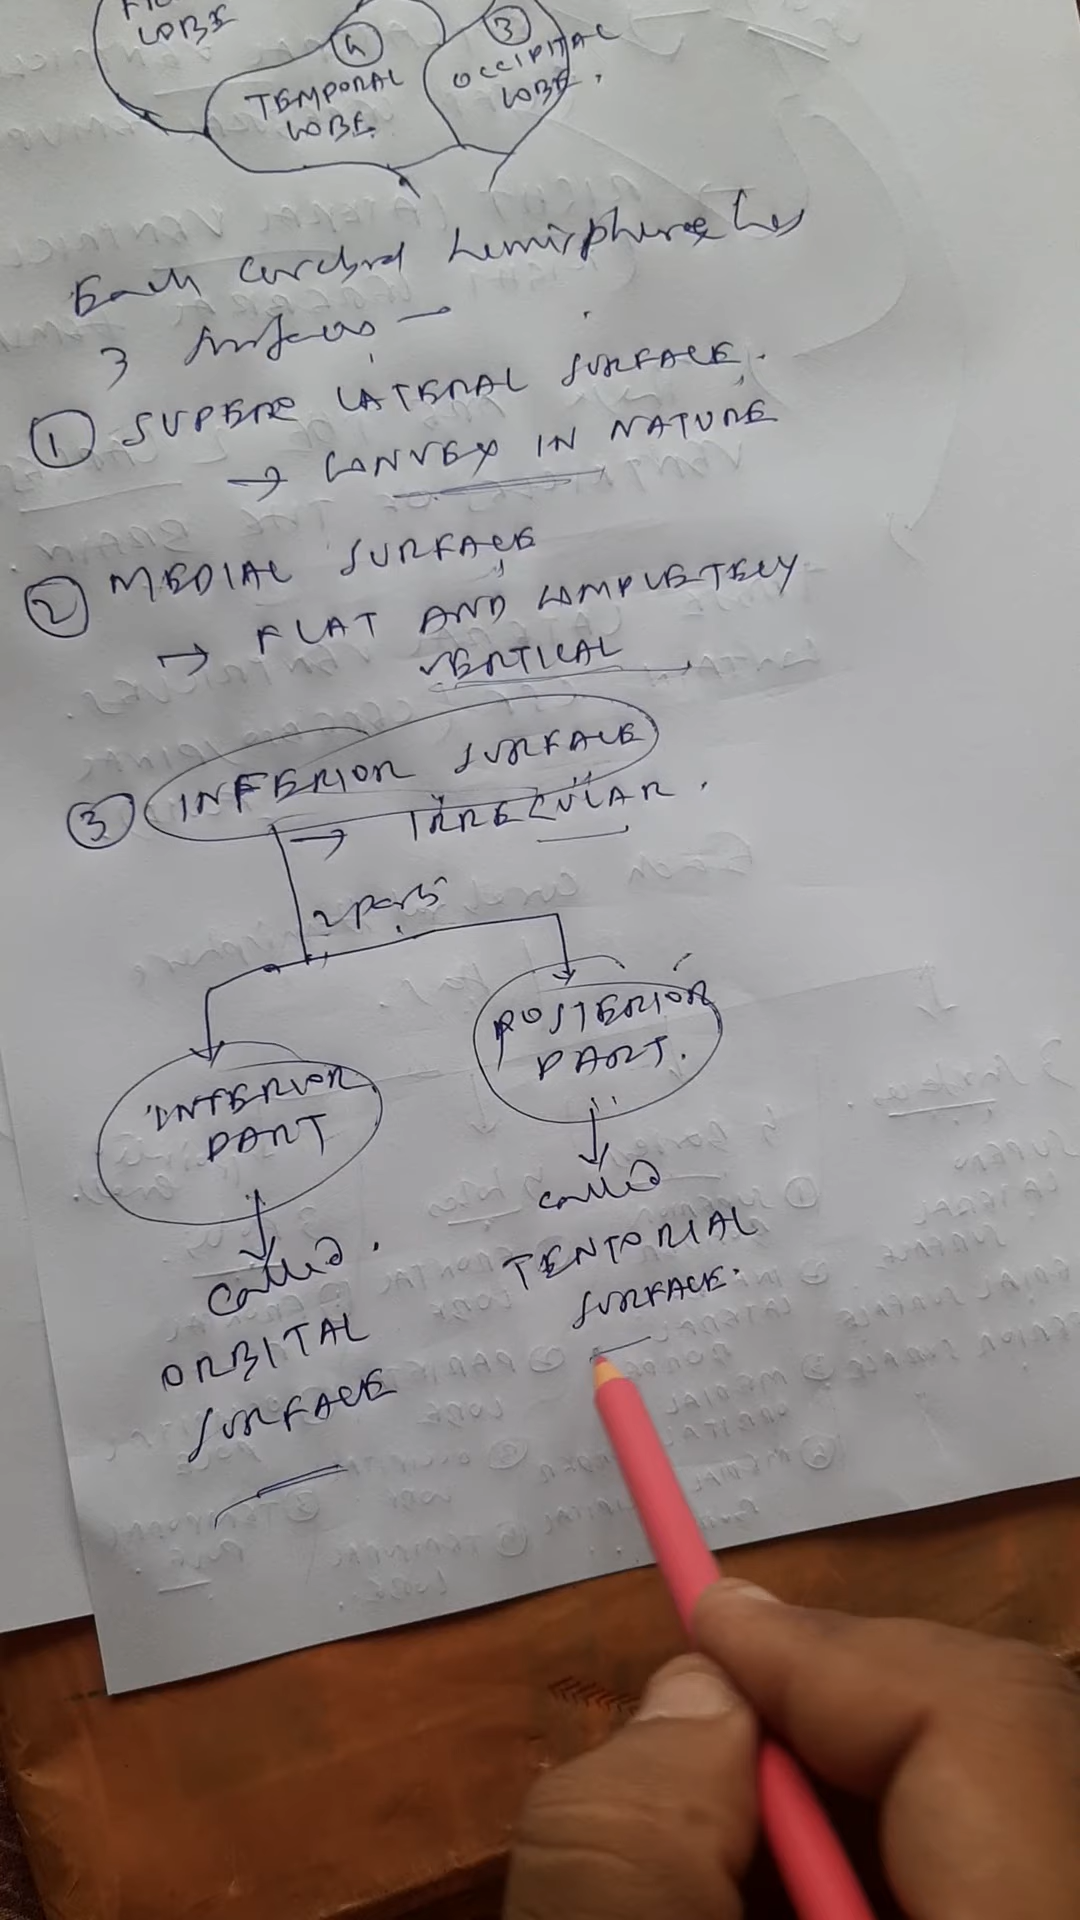 LOBE
4
TEMPORAL
LOBE.
3
OCCIPITAL
LOBE.
Each cerebral hemisphere has
3 surfaces —
① SUPERO LATERAL SURFACE.
→ CONVEX IN NATURE
② MEDIAL SURFACE
→ FLAT AND COMPLETELY
VERTICAL
③ INFERIOR SURFACE
→ IRREGULAR.
2 parts
INTERIOR
PART
called.
ORBITAL
SURFACE
POSTERIOR
PART.
called
TENTORIAL
SURFACE.